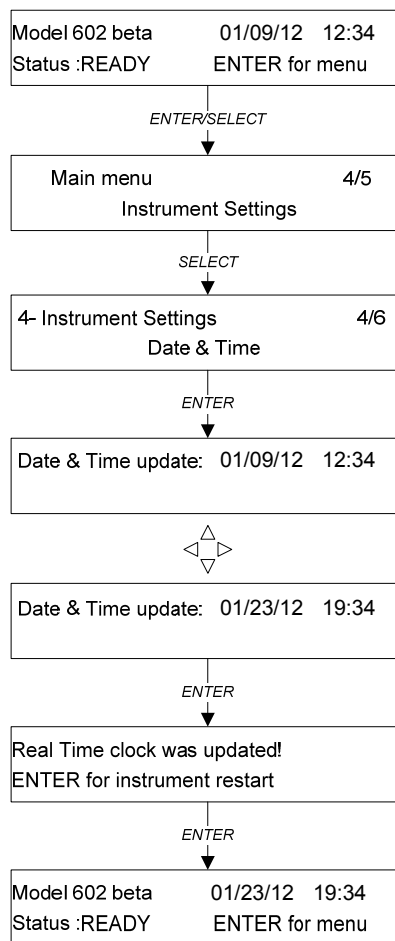 Model 602 beta 01/09/12 12:34
Status :READY ENTER for menu
ENTER/SELECT
Main menu 4/5
Instrument Settings
SELECT
4- Instrument Settings 4/6
Date & Time
ENTER
Date & Time update: 01/09/12 12:34
Date & Time update: 01/23/12 19:34
ENTER
Real Time clock was updated!
ENTER for instrument restart
ENTER
Model 602 beta 01/23/12 19:34
Status :READY ENTER for menu